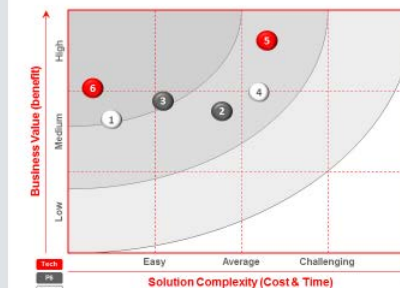 High
5
6
3
4
2
1
Medium
Low
Business Value (benefit)
Easy Average Challenging
Tech
P6
Solution Complexity (Cost & Time)